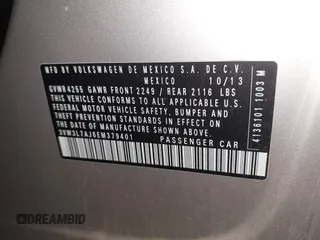 MFD BY VOLKSWAGEN DE MEXICO S.A. DE C.V.
MEXICO 10/13
GVWR 4255 GAWR FRONT 2249 / REAR 2116 LBS
THIS VEHICLE CONFORMS TO ALL APPLICABLE
FEDERAL MOTOR VEHICLE SAFETY, BUMPER
AND THEFT PREVENTION STANDARDS IN EFFECT
ON THE DATE OF MANUFACTURE SHOWN ABOVE.
3VW3L7AJ6EM379401 PASSENGER CAR
4136101 1003 M
DREAMBID